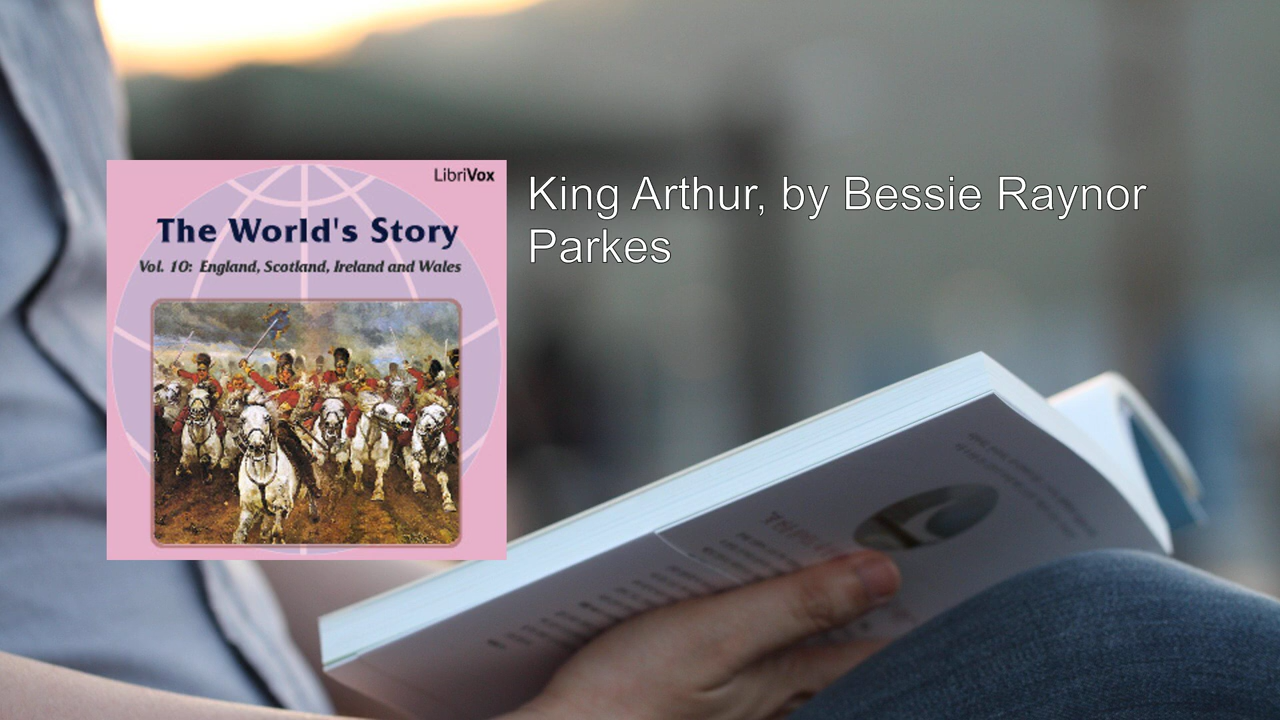 LibriVox
The World's Story
Vol. 10: England, Scotland, Ireland and Wales
King Arthur, by Bessie Raynor
Parkes